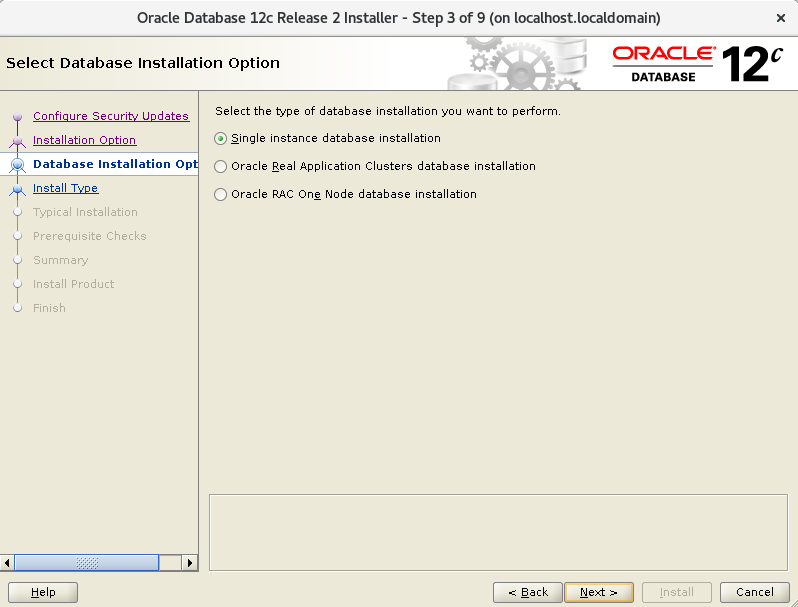 Oracle Database 12c Release 2 Installer - Step 3 of 9 (on localhost.localdomain)
Select Database Installation Option
ORACLE
DATABASE
12c
Configure Security Updates
Installation Option
Database Installation Opt
Install Type
Typical Installation
Prerequisite Checks
Summary
Install Product
Finish
Select the type of database installation you want to perform.
Single instance database installation
Oracle Real Application Clusters database installation
Oracle RAC One Node database installation
Help
< Back
Next >
Install
Cancel